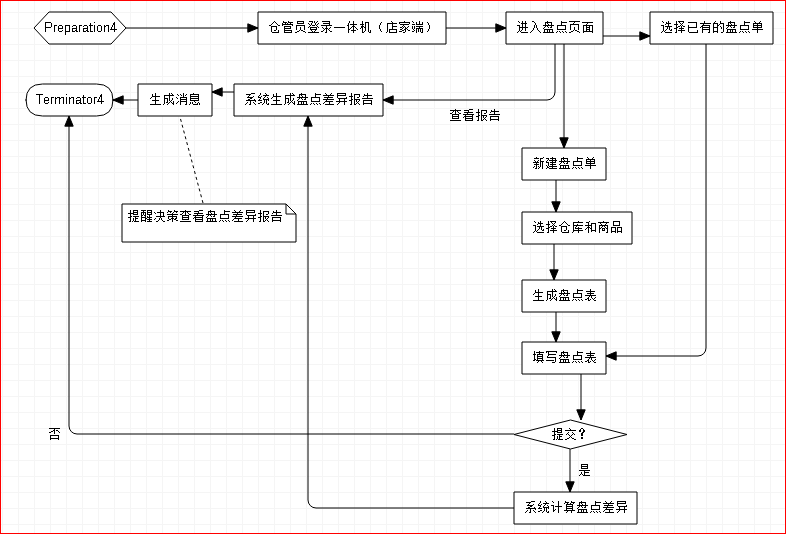 Preparation4
仓管员登录一体机（店家端）
进入盘点页面
选择已有的盘点单
Terminator4
生成消息
系统生成盘点差异报告
查看报告
新建盘点单
提醒决策查看盘点差异报告
选择仓库和商品
生成盘点表
填写盘点表
否
提交？
是
系统计算盘点差异